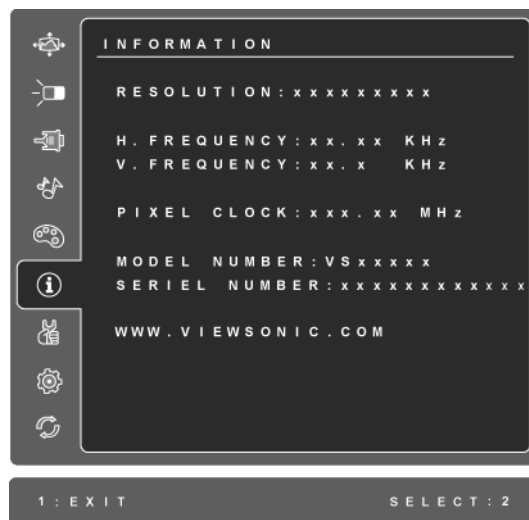 INFORMATION
RESOLUTION:xxxxxxxxx
H. FREQUENCY:xx.xx KHz
V. FREQUENCY:xx.x KHz
PIXEL CLOCK:xxx.xx MHz
MODEL NUMBER:VSxxxxx
SERIEL NUMBER:xxxxxxxxxxxx
WWW.VIEWSONIC.COM
1:EXIT SELECT:2